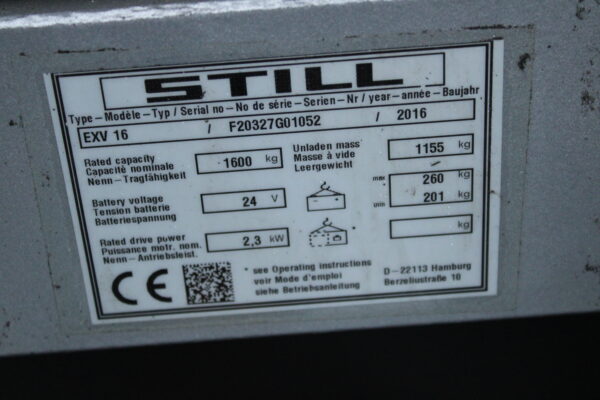 STILL
Type – Modèle – Typ / Serial no – No de série – Serien - Nr / year – année – Baujahr
EXV 16 / F20327G01052 / 2016
Rated capacity
Capacité nominale
Nenn – Tragfähigkeit
1600 kg
Unladen mass*
Masse à vide
Leergewicht
1155 kg
Battery voltage
Tension batterie
Batteriespannung
24 V
max 260 kg
min 201 kg
Rated drive power
Puissance motr. nom.
Nenn – Antriebsleist.
2,3 kW
kg
CE
* see Operating instructions
voir Mode d'emploi
siehe Betriebsanleitung
D – 22113 Hamburg
Berzeliustraße 10